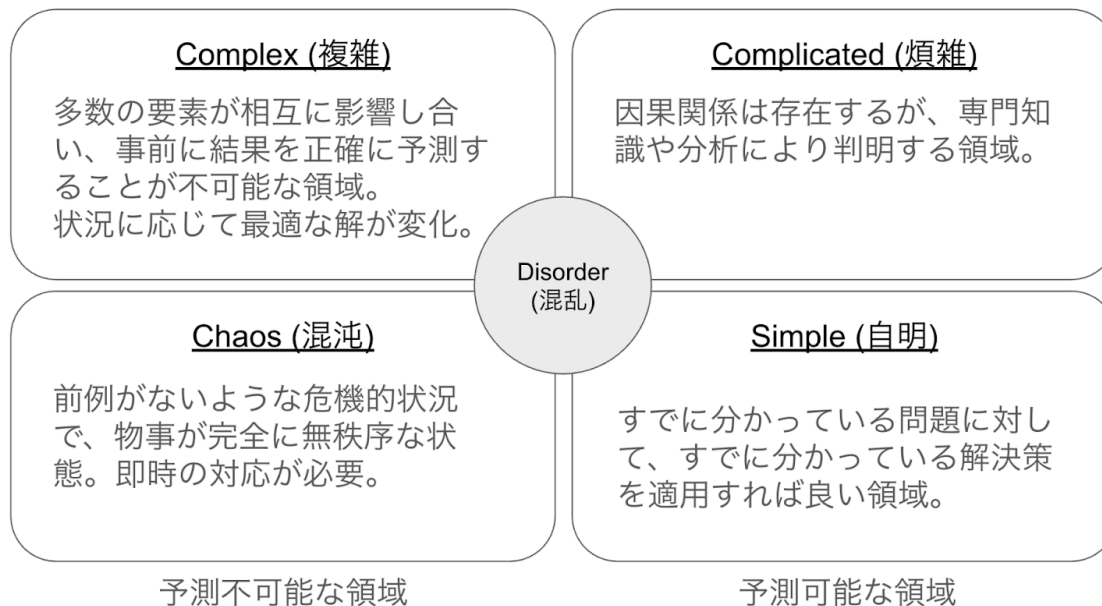 Complex (複雑)
多数の要素が相互に影響し合
い、事前に結果を正確に予測す
ることが不可能な領域。
状況に応じて最適な解が変化。
Complicated (煩雑)
因果関係は存在するが、専門知
識や分析により判明する領域。
Disorder
(混乱)
Chaos (混沌)
前例がないような危機的状況
で、物事が完全に無秩序な状
態。即時の対応が必要。
Simple (自明)
すでに分かっている問題に対し
て、すでに分かっている解決策
を適用すれば良い領域。
予測不可能な領域
予測可能な領域